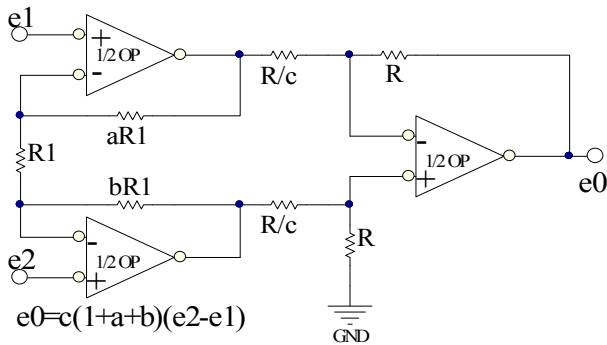 e1
+
1/2 OP
-
R/c
R
aR1
R1
-
1/2 OP
+
e0
bR1
R/c
-
1/2 OP
+
e2
R
e0=c(1+a+b)(e2-e1)
GND